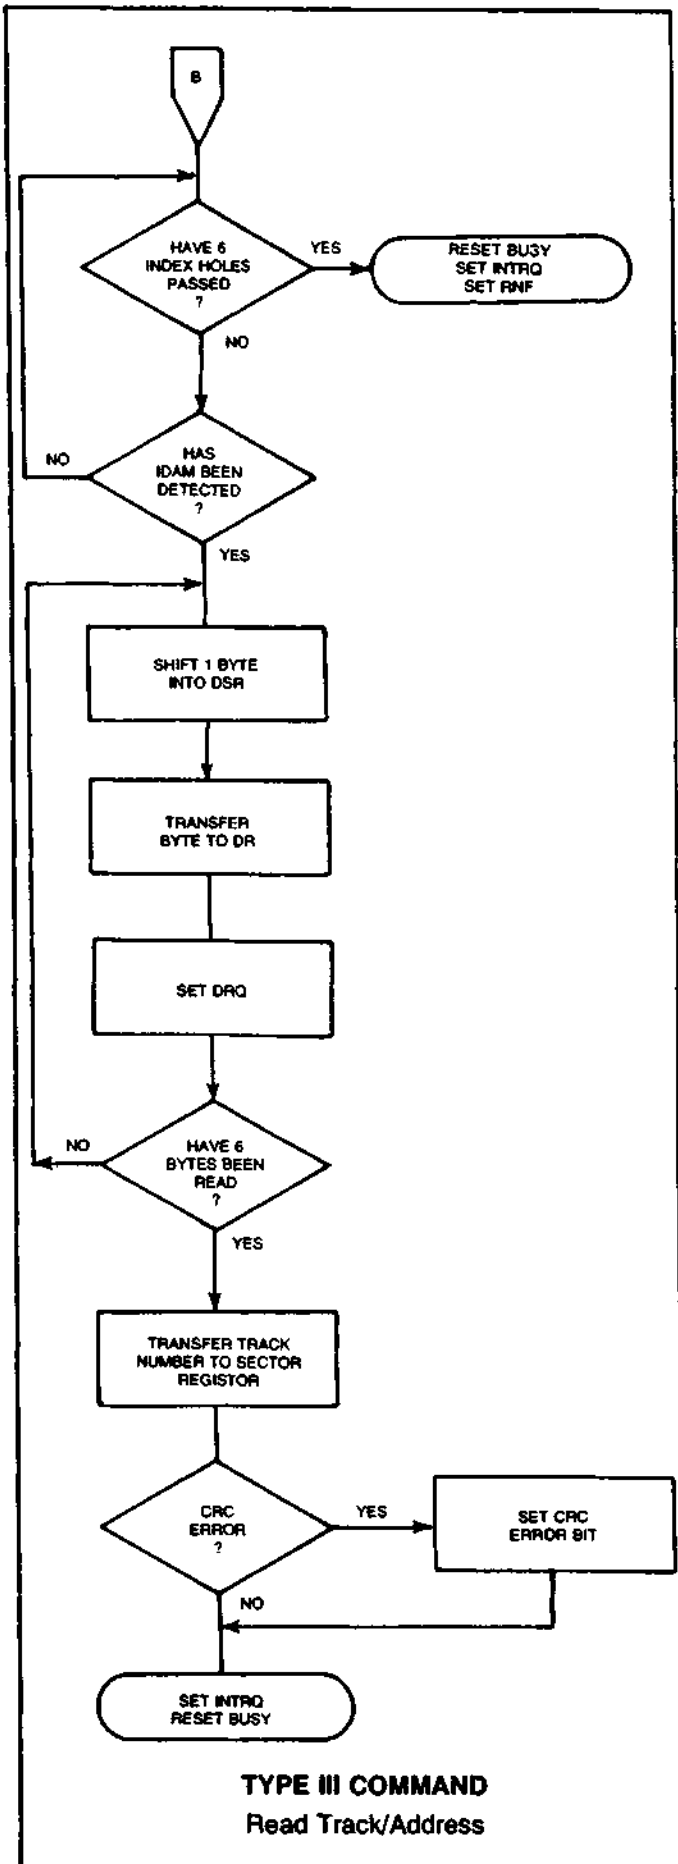 B
HAVE 6
INDEX HOLES
PASSED
?
YES
RESET BUSY
SET INTRQ
SET RNF
NO
HAS
IDAM BEEN
DETECTED
?
NO
YES
SHIFT 1 BYTE
INTO DSR
TRANSFER
BYTE TO DR
SET DRQ
HAVE 6
BYTES BEEN
READ
?
NO
YES
TRANSFER TRACK
NUMBER TO SECTOR
REGISTOR
CRC
ERROR
?
YES
SET CRC
ERROR BIT
NO
SET INTRQ
RESET BUSY
TYPE III COMMAND
Read Track/Address